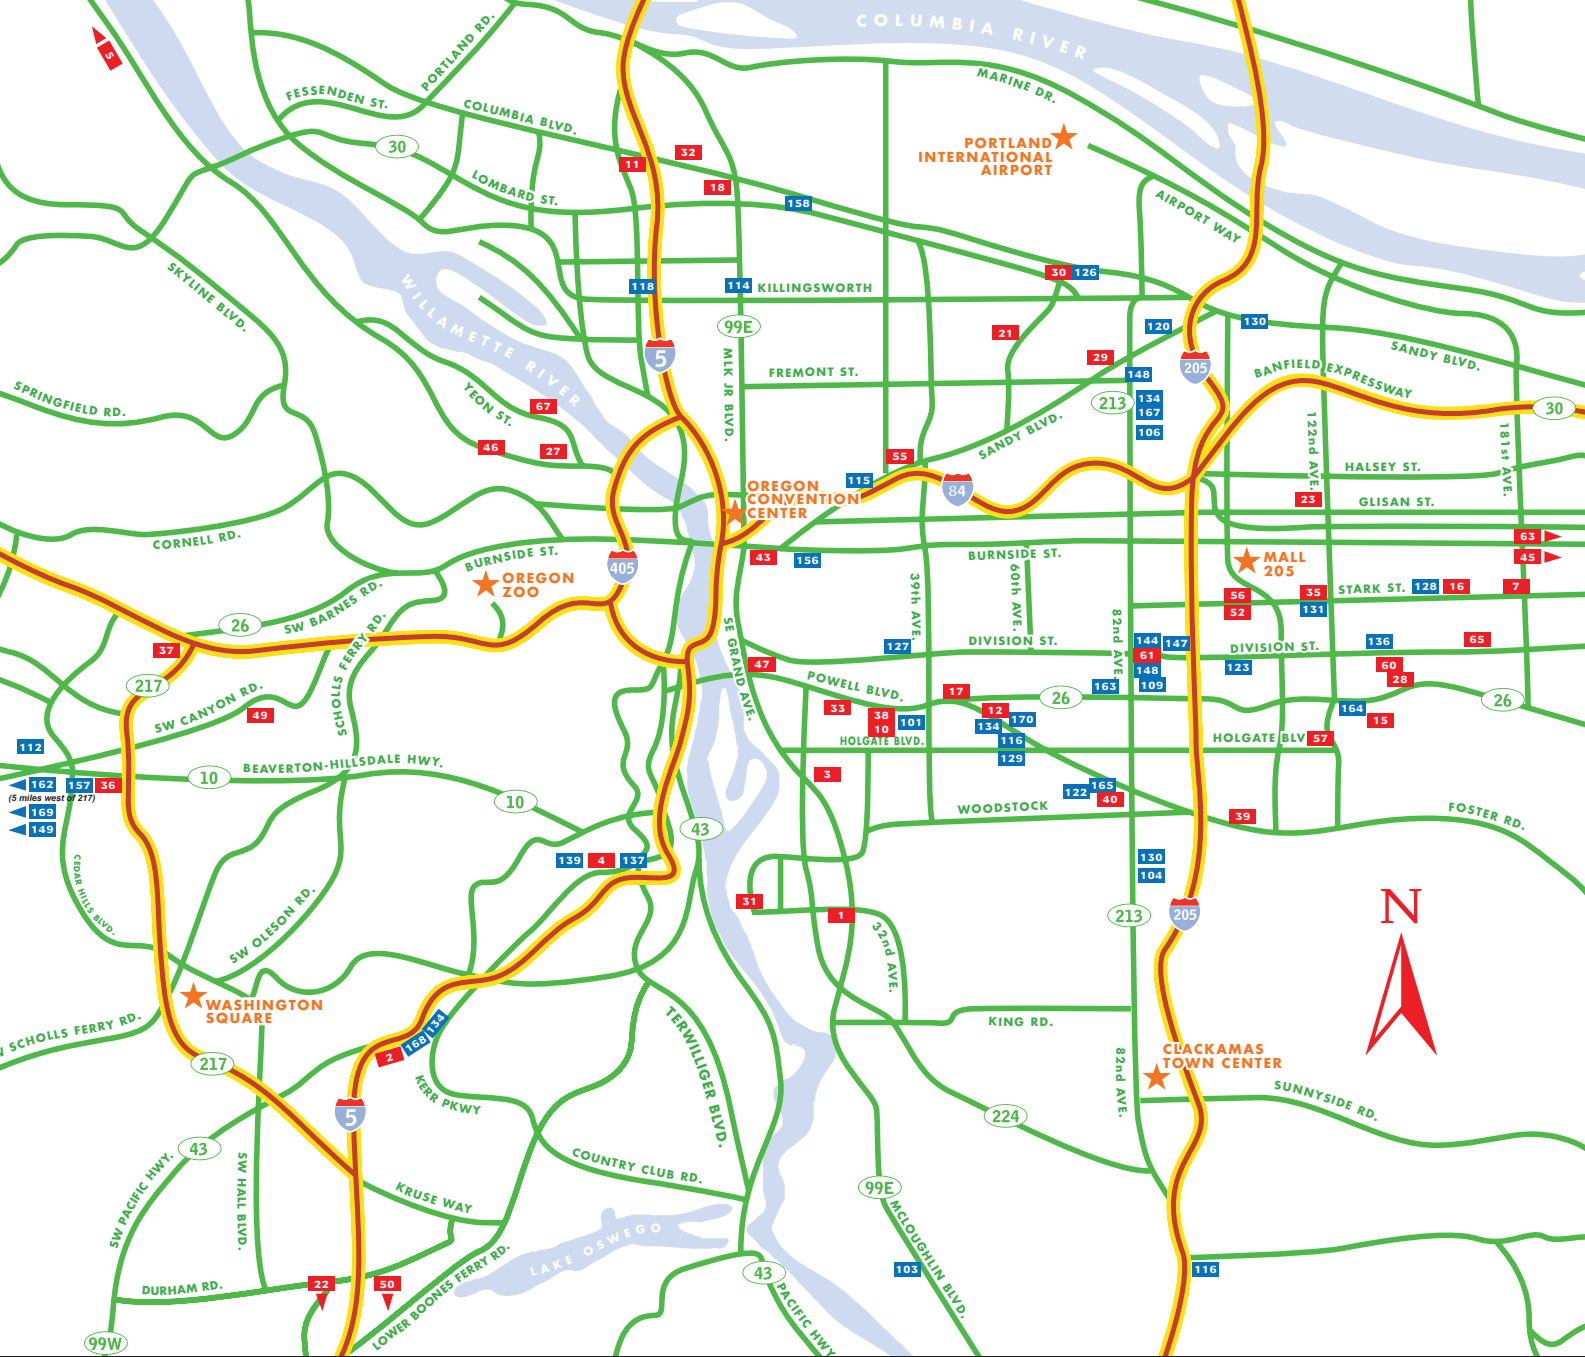 COLUMBIA RIVER
PORTLAND RD.
5
FESSENDEN ST.
COLUMBIA BLVD.
MARINE DR.
30
PORTLAND
INTERNATIONAL
AIRPORT
32
11
18
158
LOMBARD ST.
AIRPORT WAY
SKYLINE BLVD.
WILLAMETTE RIVER
118
114
KILLINGSWORTH
30
126
99E
120
130
21
5
29
205
SANDY BLVD.
BANFIELD EXPRESSWAY
MLK JR BLVD.
FREMONT ST.
148
SPRINGFIELD RD.
YEON ST.
67
213
134
167
106
30
SANDY BLVD.
122nd AVE.
181st AVE.
46
27
55
115
84
HALSEY ST.
OREGON
CONVENTION
CENTER
23
GLISAN ST.
CORNELL RD.
BURNSIDE ST.
405
43
156
BURNSIDE ST.
63
45
MALL
205
OREGON
ZOO
39th AVE.
60th AVE.
82nd AVE.
56
52
35
131
STARK ST.
128
16
7
26
SW BARNES RD.
SCHOLLS FERRY RD.
37
217
SE GRAND AVE.
127
DIVISION ST.
144
147
61
148
109
163
DIVISION ST.
123
136
65
60
28
47
POWELL BLVD.
17
26
26
SW CANYON RD.
49
33
38
10
101
12
134
170
116
129
164
15
HOLGATE BLVD.
HOLGATE BLV
57
112
162
157
36
(5 miles west of 217)
169
149
10
BEAVERTON-HILLSDALE HWY.
10
3
122
165
40
WOODSTOCK
39
FOSTER RD.
43
CEDAR HILLS BLVD.
139
4
137
130
104
SW OLESON RD.
31
1
32nd AVE.
213
205
N
WASHINGTON
SQUARE
W SCHOLLS FERRY RD.
217
2
168
134
TERWILLIGER BLVD.
KING RD.
82nd AVE.
CLACKAMAS
TOWN CENTER
KERR PKWY
5
224
SUNNYSIDE RD.
43
SW PACIFIC HWY.
SW HALL BLVD.
COUNTRY CLUB RD.
KRUSE WAY
99E
MCLOUGHLIN BLVD.
LAKE OSWEGO
DURHAM RD.
22
50
LOWER BOONES FERRY RD.
43
PACIFIC HWY
103
116
99W